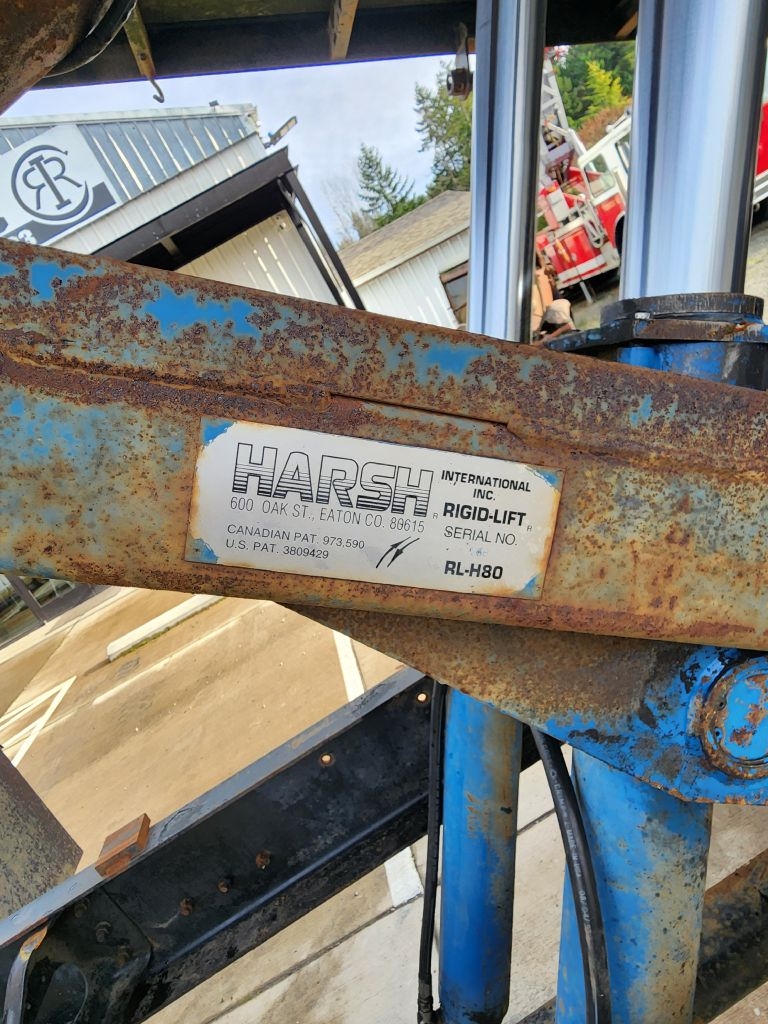 HARSH
INTERNATIONAL
INC.
600 OAK ST., EATON CO. 80615 R
RIGID-LIFT R
CANADIAN PAT. 973,590
U.S. PAT. 3809429
SERIAL NO.
RL-H80